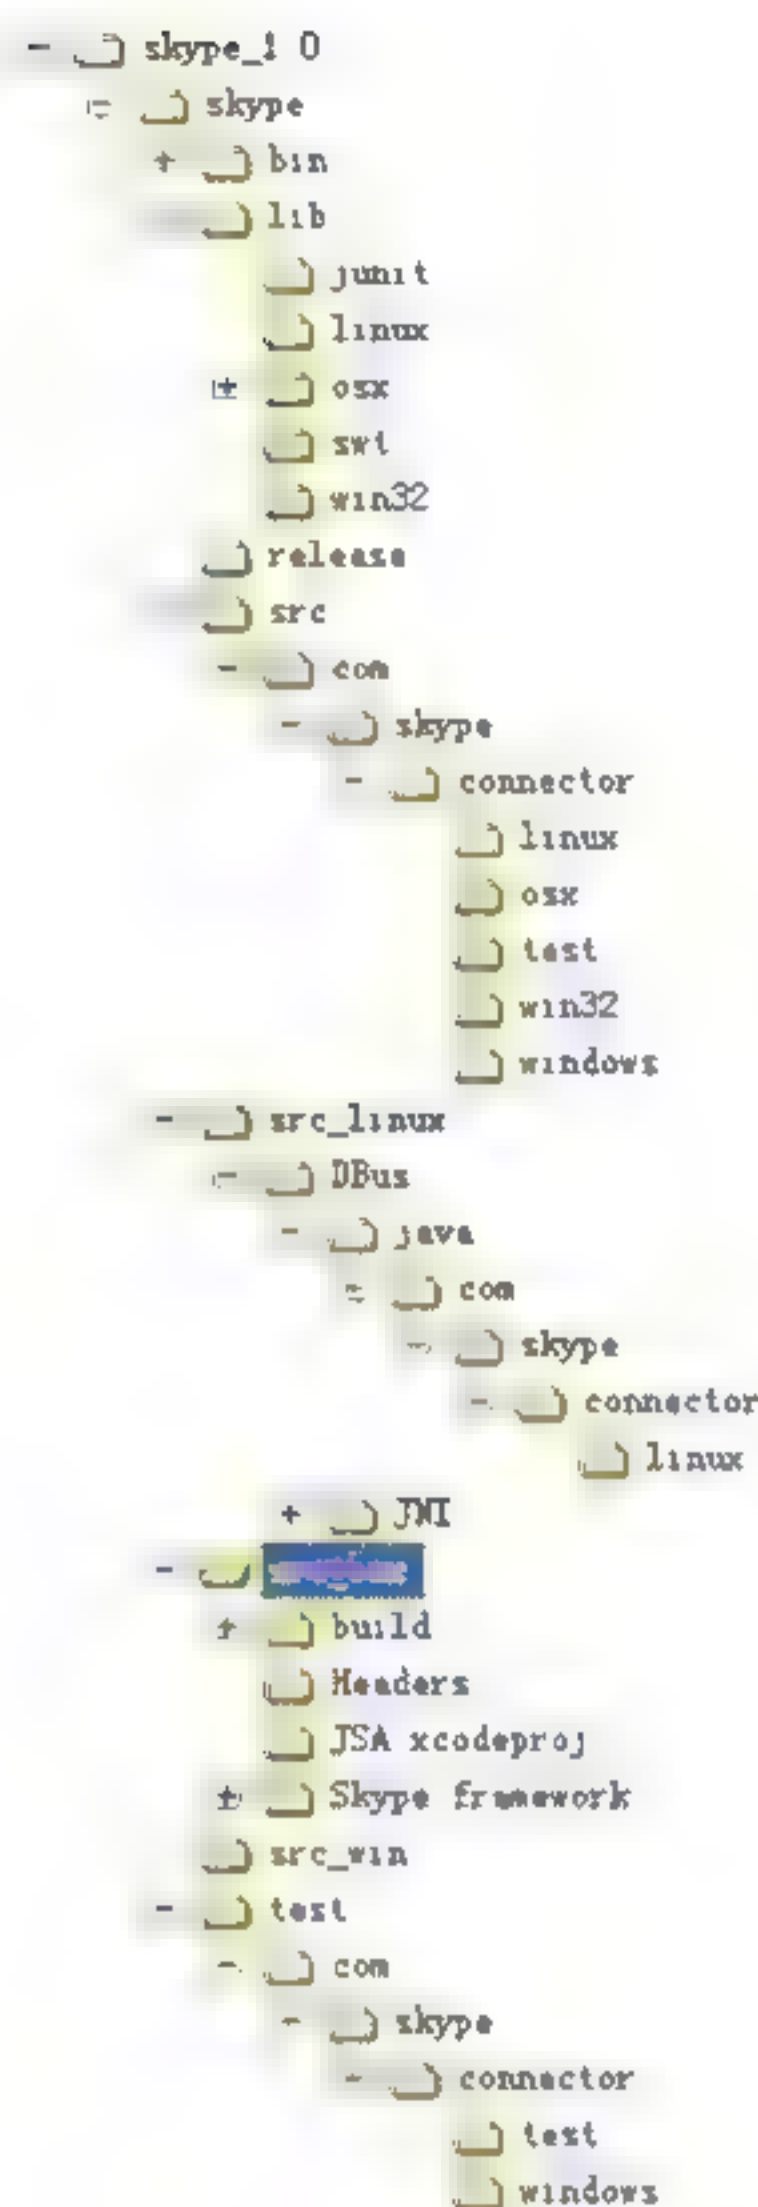 skype_1 0
skype
bin
lib
junit
linux
osx
swt
win32
release
src
com
skype
connector
linux
osx
test
win32
windows
src_linux
DBus
java
com
skype
connector
linux
JNI
build
Headers
JSA xcodeproj
Skype framework
src_win
test
com
skype
connector
test
windows